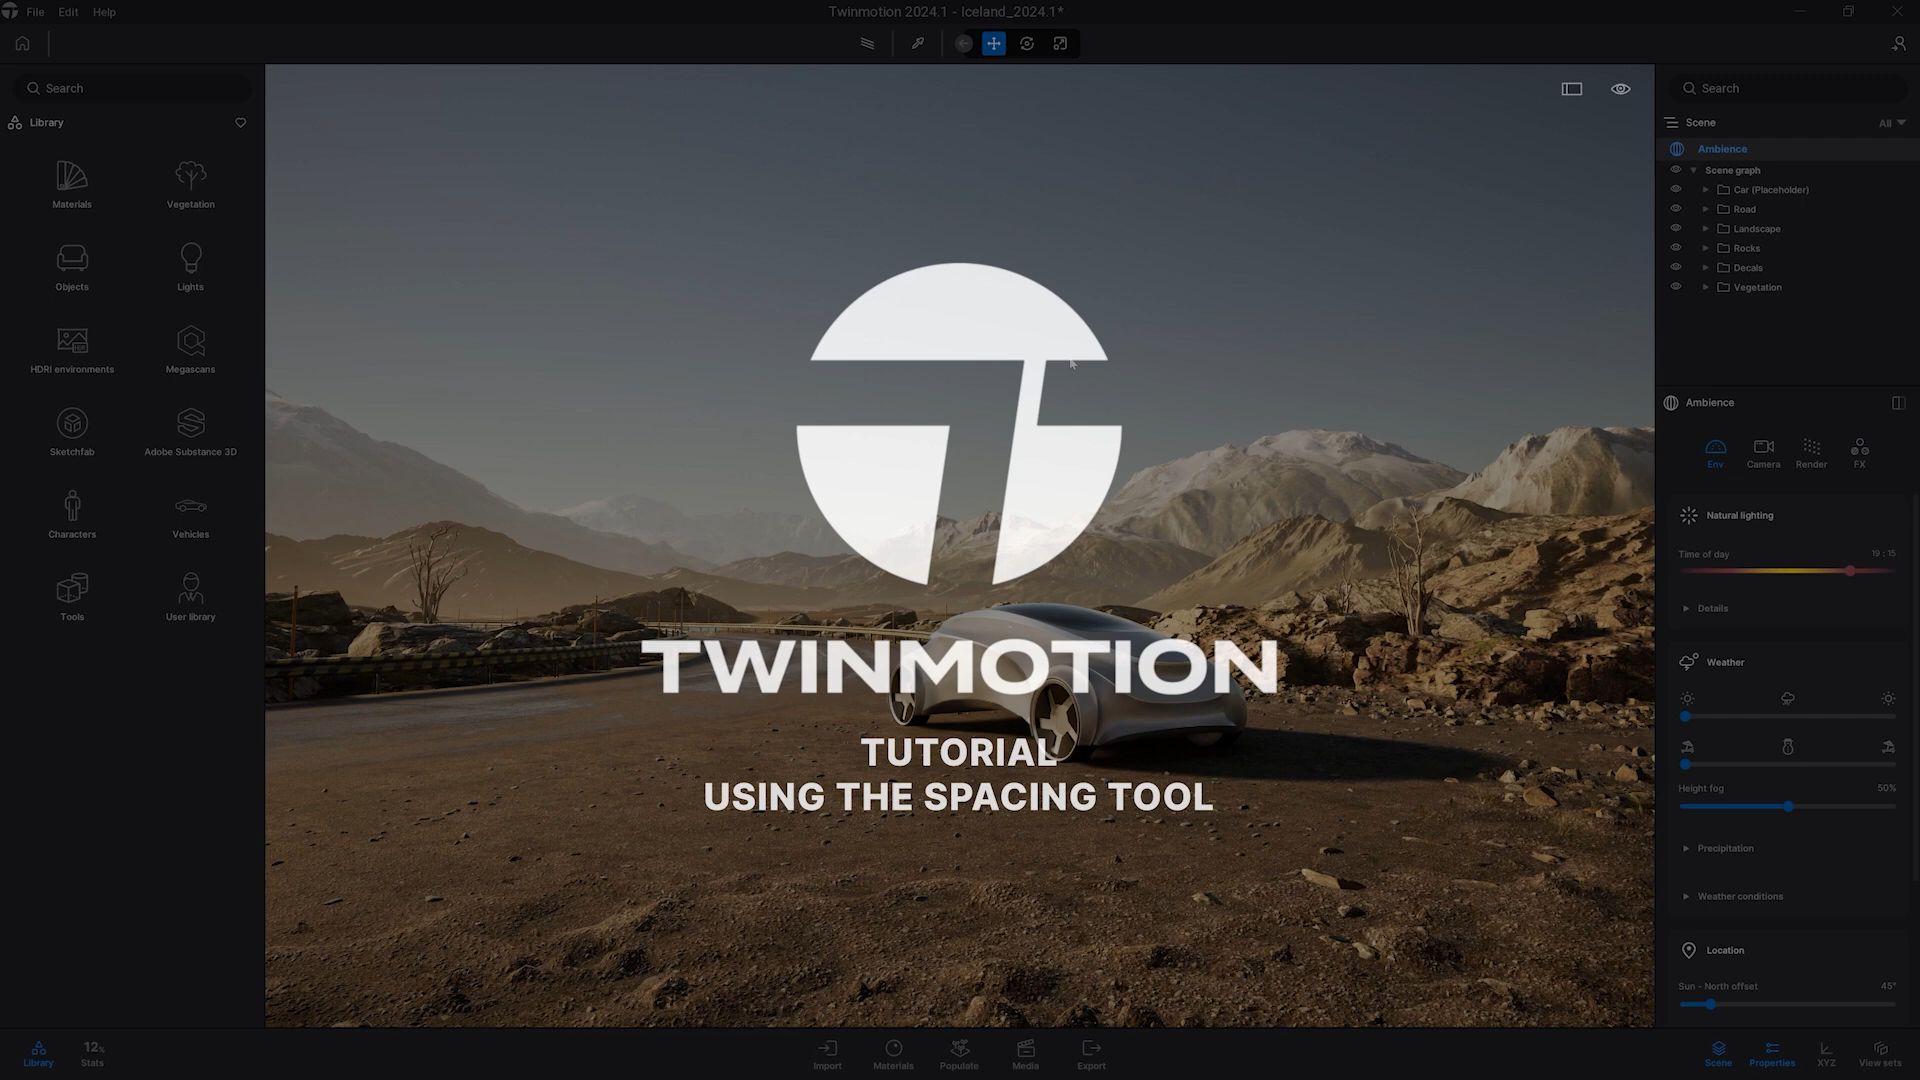 File Edit Help
Twinmotion 2024.1 - Iceland_2024.1*
Search
Library
Materials Vegetation
Objects Lights
HDRI environments Megascans
Sketchfab Adobe Substance 3D
Characters Vehicles
Tools User library
TWINMOTION
TUTORIAL
USING THE SPACING TOOL
Search
Scene All
Ambience
Scene graph
Car (Placeholder)
Road
Landscape
Rocks
Decals
Vegetation
Ambience
Env Camera Render FX
Natural lighting
Time of day 19 : 15
Details
Weather
Height fog 50%
Precipitation
Weather conditions
Location
Sun - North offset 45°
Library 12% Stats
Import Materials Populate Media Export
Scene Properties XYZ View sets